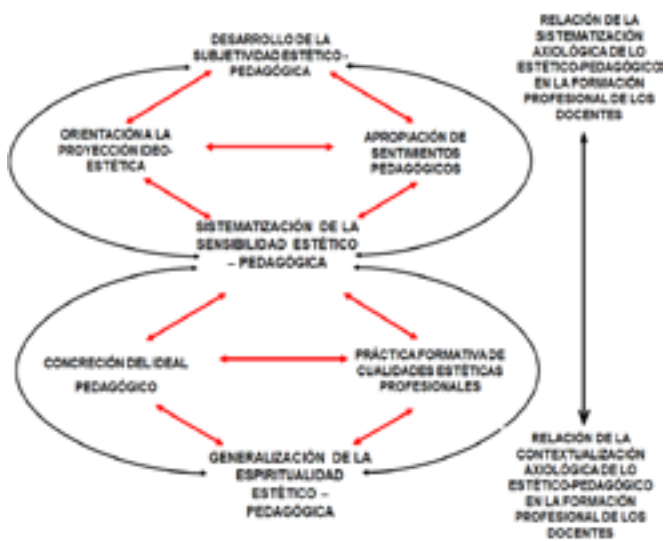 DESARROLLO DE LA
SUBJETIVIDAD ESTÉTICO -
PEDAGÓGICA
ORIENTACIÓN A LA
PROYECCIÓN IDEO-
ESTÉTICA
APROPIACIÓN DE
SENTIMIENTOS
PEDAGÓGICOS
SISTEMATIZACIÓN DE LA
SENSIBILIDAD ESTÉTICO
– PEDAGÓGICA
CONCRECIÓN DEL IDEAL
PEDAGÓGICO
PRÁCTICA FORMATIVA DE
CUALIDADES ESTÉTICAS
PROFESIONALES
GENERALIZACIÓN DE LA
ESPIRITUALIDAD
ESTÉTICO –
PEDAGÓGICA
RELACIÓN DE LA
SISTEMATIZACIÓN
AXIOLÓGICA DE LO
ESTÉTICO-PEDAGÓGICOS
EN LA FORMACIÓN
PROFESIONAL DE LOS
DOCENTES
RELACIÓN DE LA
CONTEXTUALIZACIÓN
AXIOLÓGICA DE LO
ESTÉTICO-PEDAGÓGICO
EN LA FORMACIÓN
PROFESIONAL DE LOS
DOCENTES